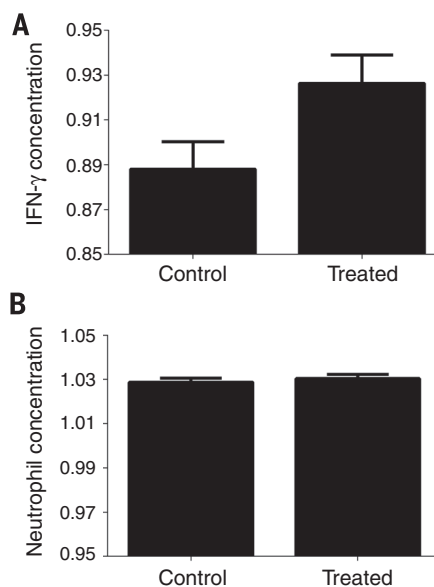 A
IFN-γ concentration
0.95
0.93
0.91
0.89
0.87
0.85
Control Treated
B
Neutrophil concentration
1.05
1.03
1.01
0.99
0.97
0.95
Control Treated